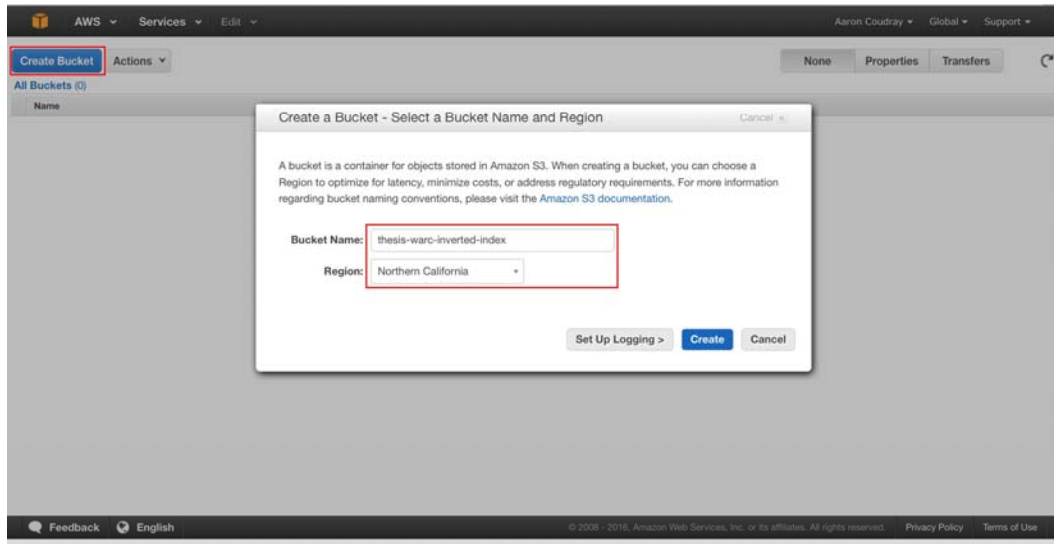 AWS Services Edit Aaron Coudray Global Support
Create Bucket Actions None Properties Transfers
All Buckets (0)
Name
Create a Bucket - Select a Bucket Name and Region Cancel x
A bucket is a container for objects stored in Amazon S3. When creating a bucket, you can choose a
Region to optimize for latency, minimize costs, or address regulatory requirements. For more information
regarding bucket naming conventions, please visit the Amazon S3 documentation.
Bucket Name: thesis-warc-inverted-index
Region: Northern California
Set Up Logging > Create Cancel
Feedback English © 2008 - 2016, Amazon Web Services, Inc. or its affiliates. All rights reserved. Privacy Policy Terms of Use